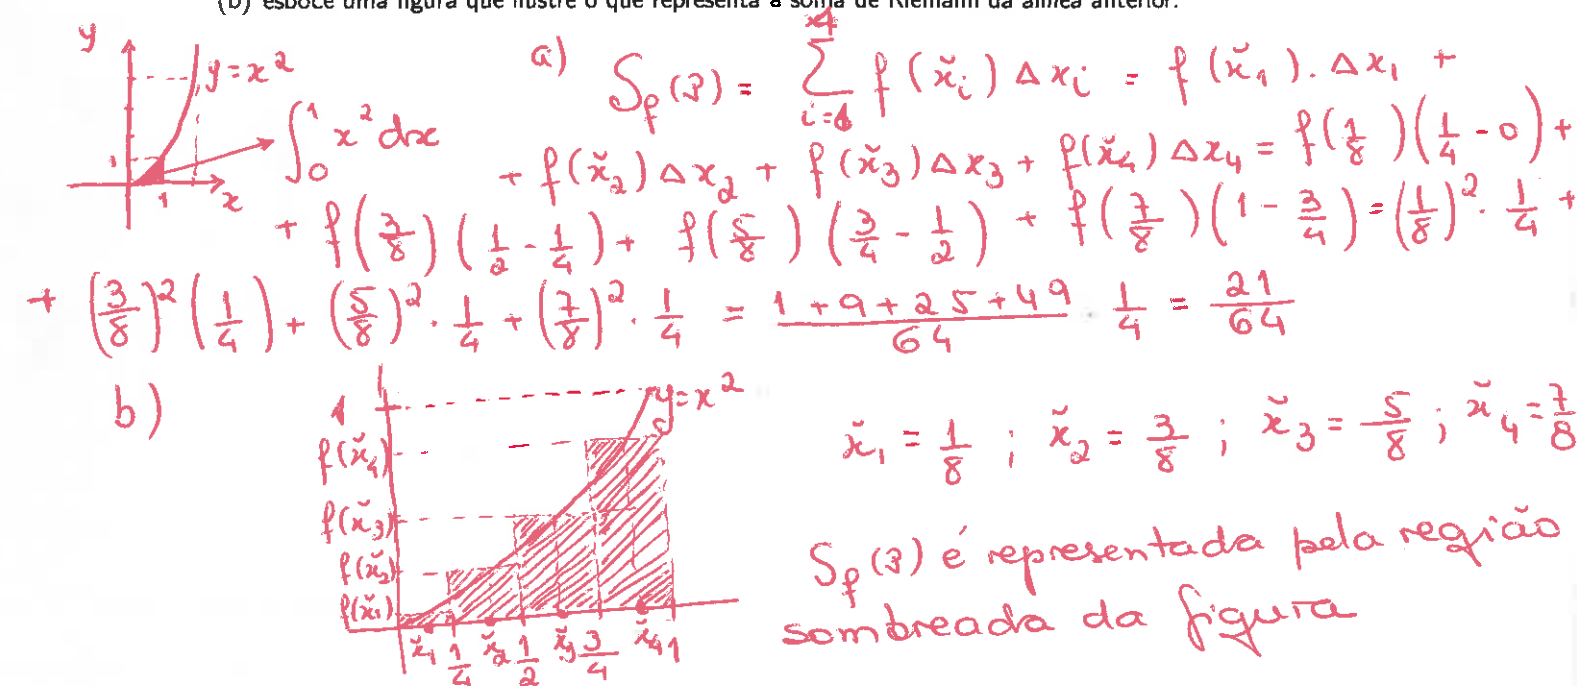 (b) esboce uma figura que ilustre o que representa a soma de Riemann da alínea anterior.
y
y = x²
∫₀¹ x² dx
1
1
x
a) S_f(P) = Σ_{i=1}^{4} f(x̌_i) Δx_i = f(x̌₁).Δx₁ +
+ f(x̌₂) Δx₂ + f(x̌₃) Δx₃ + f(x̌₄) Δx₄ = f(1/8)(1/4 - 0) +
+ f(3/8)(1/2 - 1/4) + f(5/8)(3/4 - 1/2) + f(7/8)(1 - 3/4) = (1/8)² . 1/4 +
+ (3/8)² (1/4) + (5/8)² . 1/4 + (7/8)² . 1/4 = (1+9+25+49)/64 . 1/4 = 21/64
b)
1
y = x²
f(x̌₄)
f(x̌₃)
f(x̌₂)
f(x̌₁)
x̌₁ 1/4 x̌₂ 1/2 x̌₃ 3/4 x̌₄ 1
x̌₁ = 1/8 ; x̌₂ = 3/8 ; x̌₃ = 5/8 ; x̌₄ = 7/8
S_f(P) é representada pela região
sombreada da figura